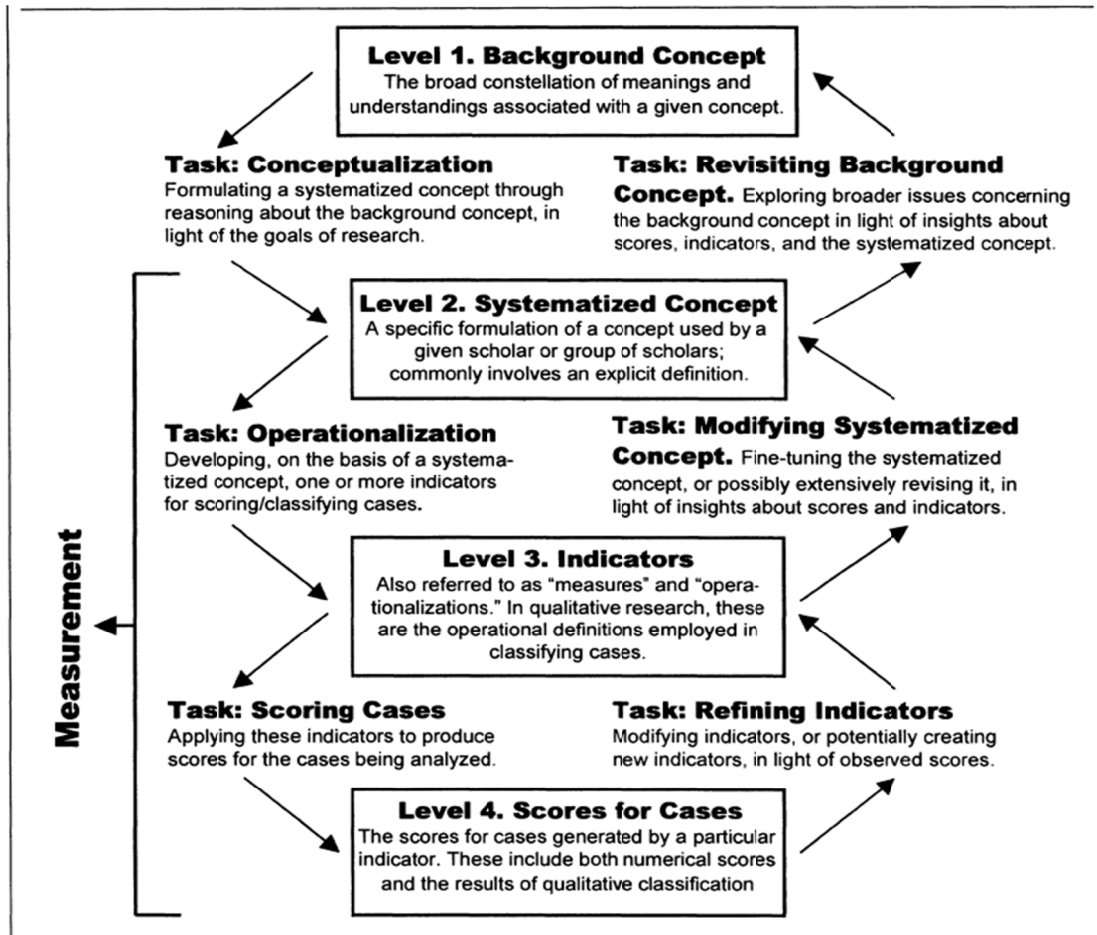 Level 1. Background Concept
The broad constellation of meanings and
understandings associated with a given concept.
Task: Conceptualization
Formulating a systematized concept through
reasoning about the background concept, in
light of the goals of research.
Task: Revisiting Background
Concept. Exploring broader issues concerning
the background concept in light of insights about
scores, indicators, and the systematized concept.
Level 2. Systematized Concept
A specific formulation of a concept used by a
given scholar or group of scholars;
commonly involves an explicit definition.
Task: Operationalization
Developing, on the basis of a systema-
tized concept, one or more indicators
for scoring/classifying cases.
Task: Modifying Systematized
Concept. Fine-tuning the systematized
concept, or possibly extensively revising it, in
light of insights about scores and indicators.
Measurement
Level 3. Indicators
Also referred to as “measures” and “opera-
tionalizations.” In qualitative research, these
are the operational definitions employed in
classifying cases.
Task: Scoring Cases
Applying these indicators to produce
scores for the cases being analyzed.
Task: Refining Indicators
Modifying indicators, or potentially creating
new indicators, in light of observed scores.
Level 4. Scores for Cases
The scores for cases generated by a particular
indicator. These include both numerical scores
and the results of qualitative classification